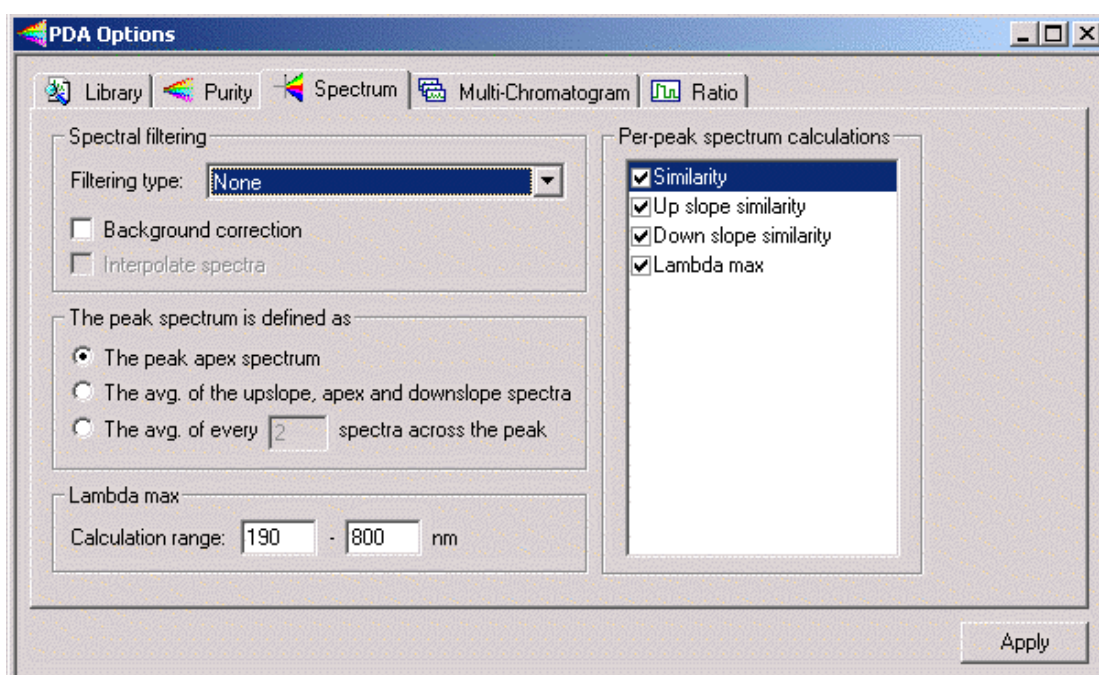 PDA Options
Library Purity Spectrum Multi-Chromatogram Ratio
Spectral filtering
Filtering type: None
Background correction
Interpolate spectra
The peak spectrum is defined as
The peak apex spectrum
The avg. of the upslope, apex and downslope spectra
The avg. of every 2 spectra across the peak
Lambda max
Calculation range: 190 - 800 nm
Per-peak spectrum calculations
Similarity
Up slope similarity
Down slope similarity
Lambda max
Apply